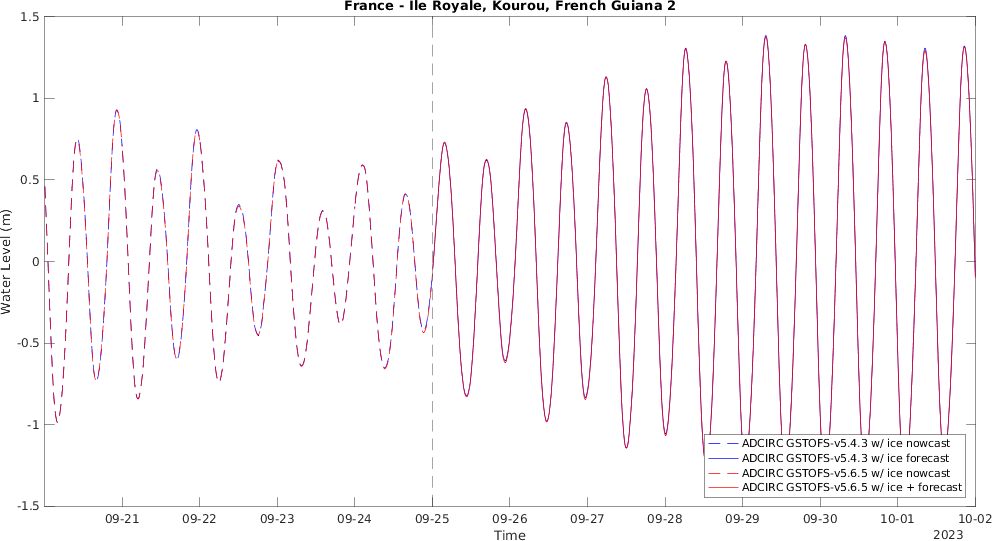 France - Ile Royale, Kourou, French Guiana 2
Water Level (m)
1.5
1
0.5
0
-0.5
-1
-1.5
ADCIRC GSTOFS-v5.4.3 w/ ice nowcast
ADCIRC GSTOFS-v5.4.3 w/ ice forecast
ADCIRC GSTOFS-v5.6.5 w/ ice nowcast
ADCIRC GSTOFS-v5.6.5 w/ ice + forecast
09-21 09-22 09-23 09-24 09-25 09-26 09-27 09-28 09-29 09-30 10-01 10-02
Time
2023